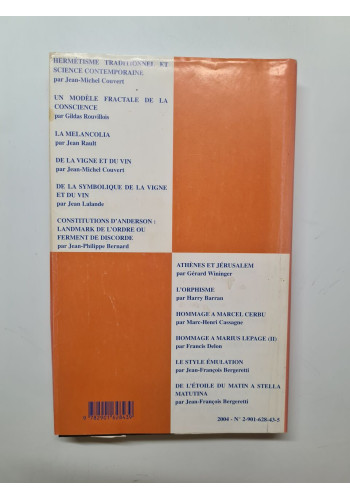 HERMÉTISME TRADITIONNEL ET
SCIENCE CONTEMPORAINE
par Jean-Michel Couvert
UN MODÈLE FRACTALE DE LA
CONSCIENCE
par Gildas Rouvillois
LA MELANCOLIA
par Jean Rault
DE LA VIGNE ET DU VIN
par Jean-Michel Couvert
DE LA SYMBOLIQUE DE LA VIGNE
ET DU VIN
par Jean Lalande
CONSTITUTIONS D'ANDERSON :
LANDMARK DE L'ORDRE OU
FERMENT DE DISCORDE
par Jean-Philippe Bernard
ATHÈNES ET JÉRUSALEM
par Gérard Wininger
L'ORPHISME
par Harry Barran
HOMMAGE A MARCEL CERBU
par Marc-Henri Cassagne
HOMMAGE A MARIUS LEPAGE (II)
par Francis Delon
LE STYLE ÉMULATION
par Jean-François Bergeretti
DE L'ÉTOILE DU MATIN A STELLA
MATUTINA
par Jean-François Bergeretti
2004 - N° 2-901-628-43-5